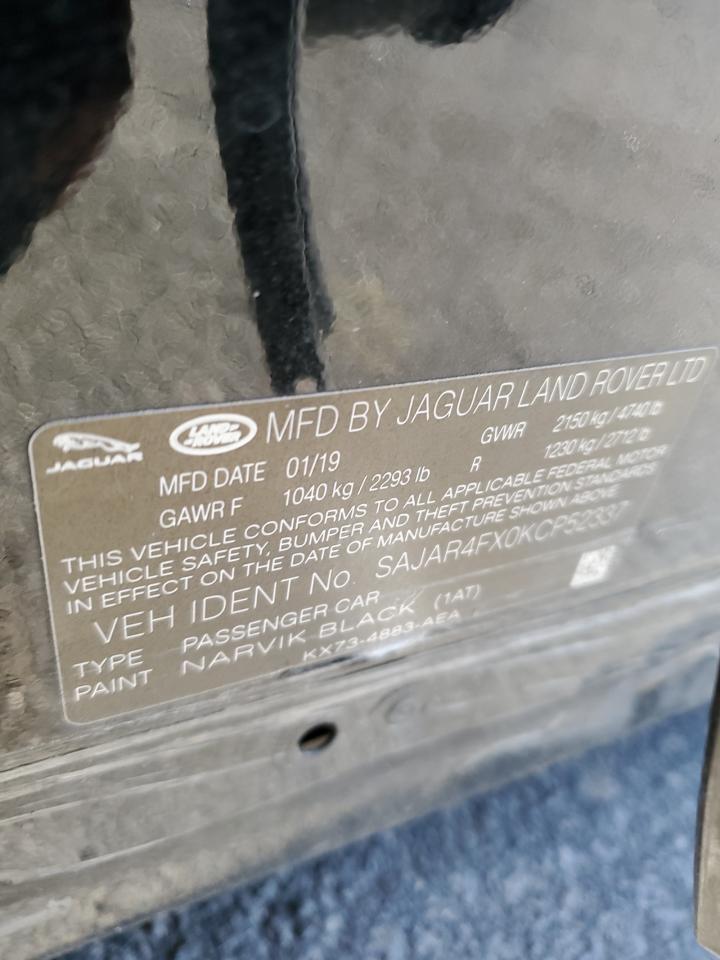 JAGUAR
LAND ROVER
MFD BY JAGUAR LAND ROVER LTD
MFD DATE 01/19 GVWR 2150 kg / 4740 lb
GAWR F 1040 kg / 2293 lb R 1230 kg / 2712 lb
THIS VEHICLE CONFORMS TO ALL APPLICABLE FEDERAL MOTOR
VEHICLE SAFETY, BUMPER AND THEFT PREVENTION STANDARDS
IN EFFECT ON THE DATE OF MANUFACTURE SHOWN ABOVE
VEH IDENT No. SAJAR4FX0KCP52337
TYPE PASSENGER CAR
PAINT NARVIK BLACK (1AT)
KX73-4883-AEA